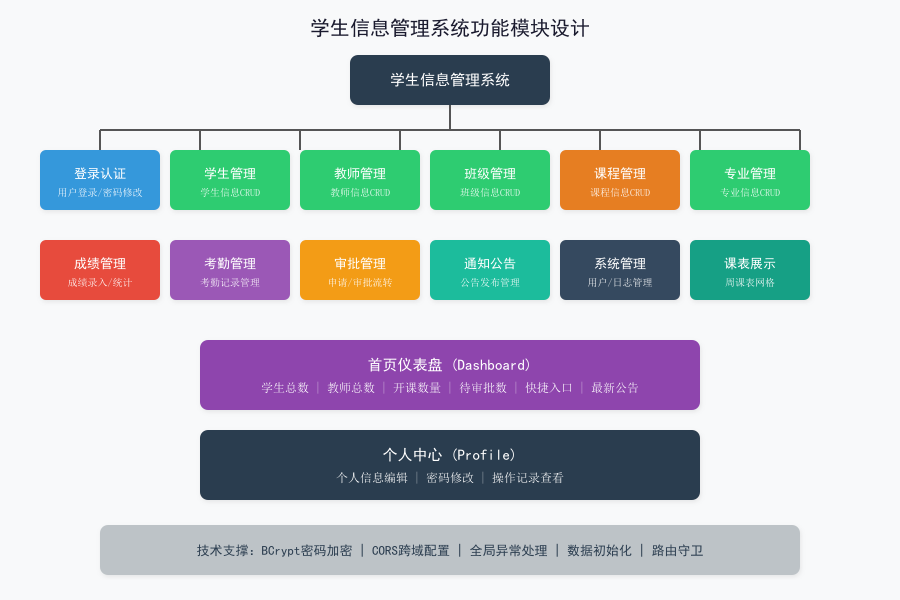 学生信息管理系统功能模块设计
学生信息管理系统
登录认证
用户登录/密码修改
学生管理
学生信息CRUD
教师管理
教师信息CRUD
班级管理
班级信息CRUD
课程管理
课程信息CRUD
专业管理
专业信息CRUD
成绩管理
成绩录入/统计
考勤管理
考勤记录管理
审批管理
申请/审批流转
通知公告
公告发布管理
系统管理
用户/日志管理
课表展示
周课表网格
首页仪表盘 (Dashboard)
学生总数 | 教师总数 | 开课数量 | 待审批数 | 快捷入口 | 最新公告
个人中心 (Profile)
个人信息编辑 | 密码修改 | 操作记录查看
技术支撑: BCrypt密码加密 | CORS跨域配置 | 全局异常处理 | 数据初始化 | 路由守卫